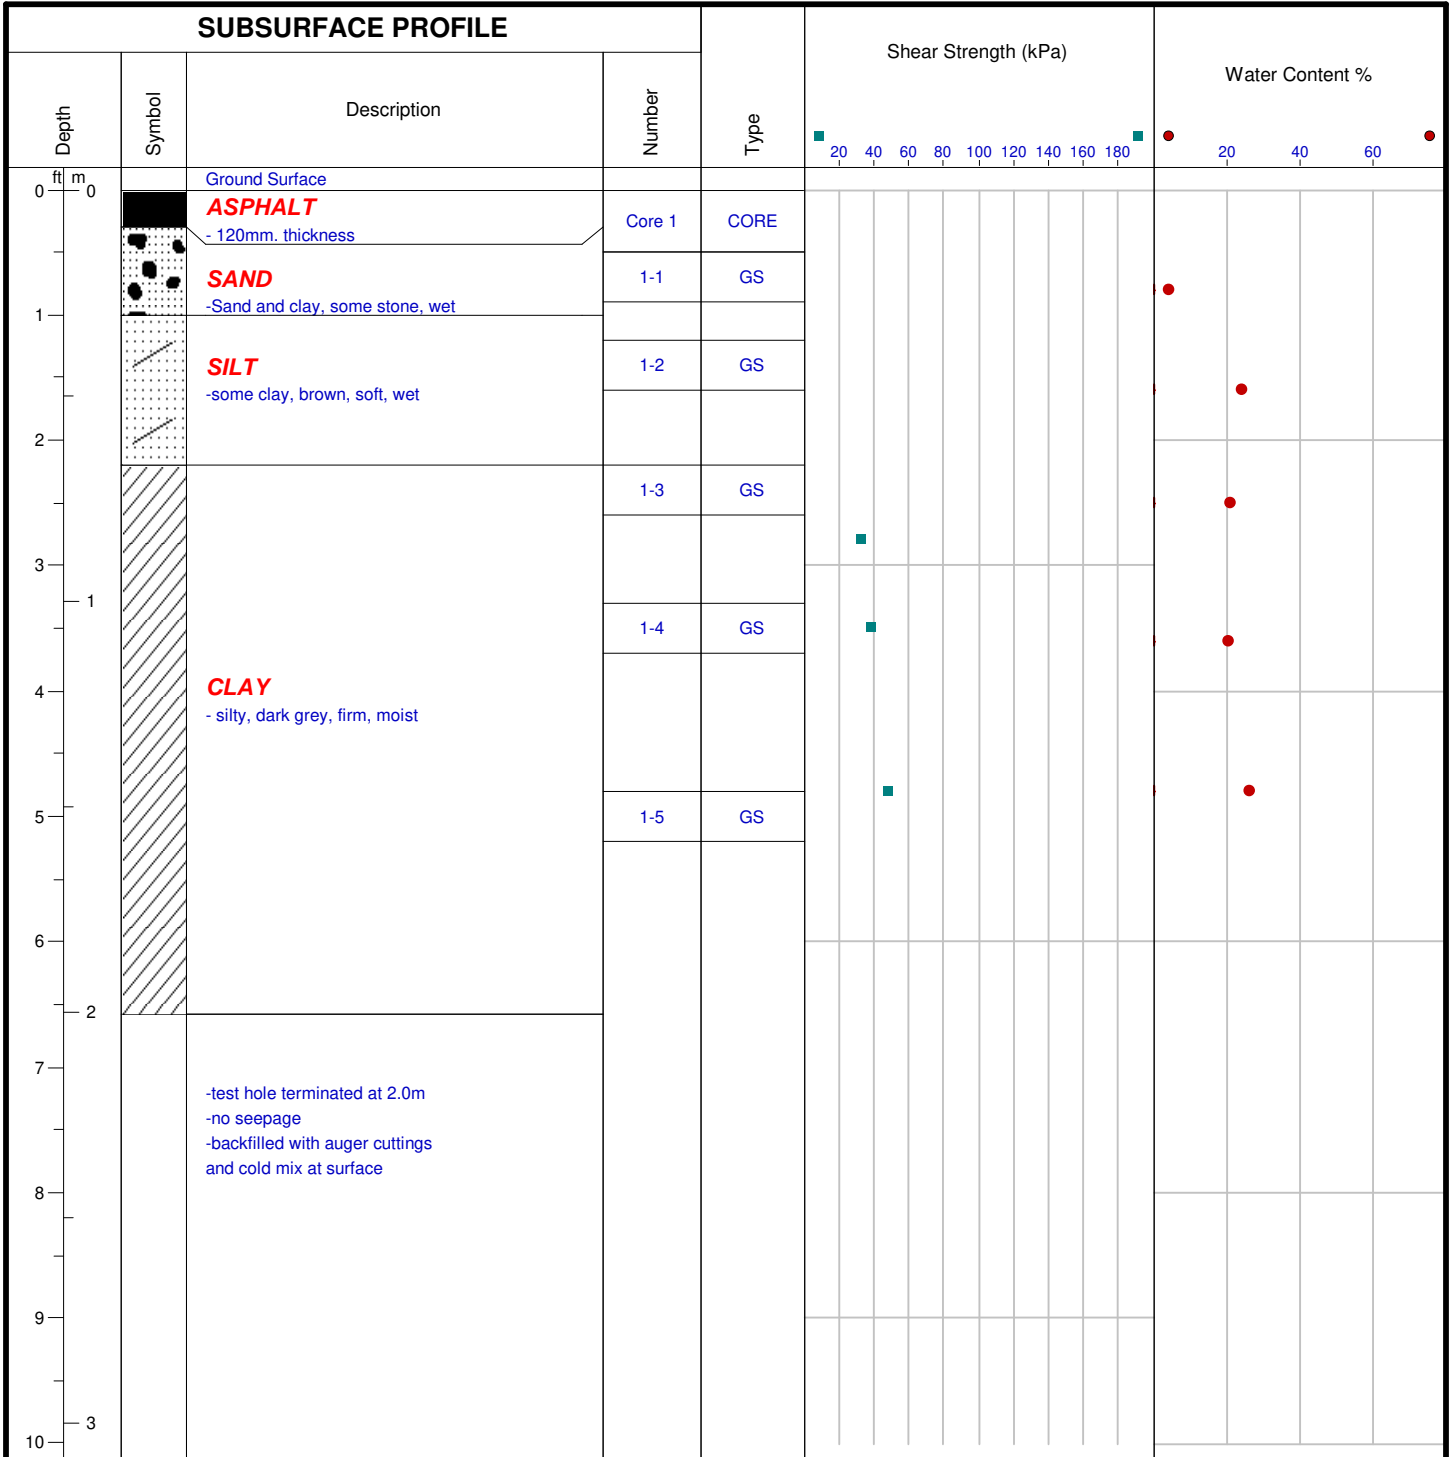 SUBSURFACE PROFILE
Depth
Symbol
Description
Number
Type
Shear Strength (kPa)
20 40 60 80 100 120 140 160 180
Water Content %
20 40 60
ft m
Ground Surface
0 0
ASPHALT
- 120mm. thickness
Core 1 CORE
SAND
-Sand and clay, some stone, wet
1-1 GS
1
SILT
-some clay, brown, soft, wet
1-2 GS
2
1-3 GS
3
1
1-4 GS
4
CLAY
- silty, dark grey, firm, moist
5
1-5 GS
6
2
7
-test hole terminated at 2.0m
-no seepage
-backfilled with auger cuttings
and cold mix at surface
8
9
3
10